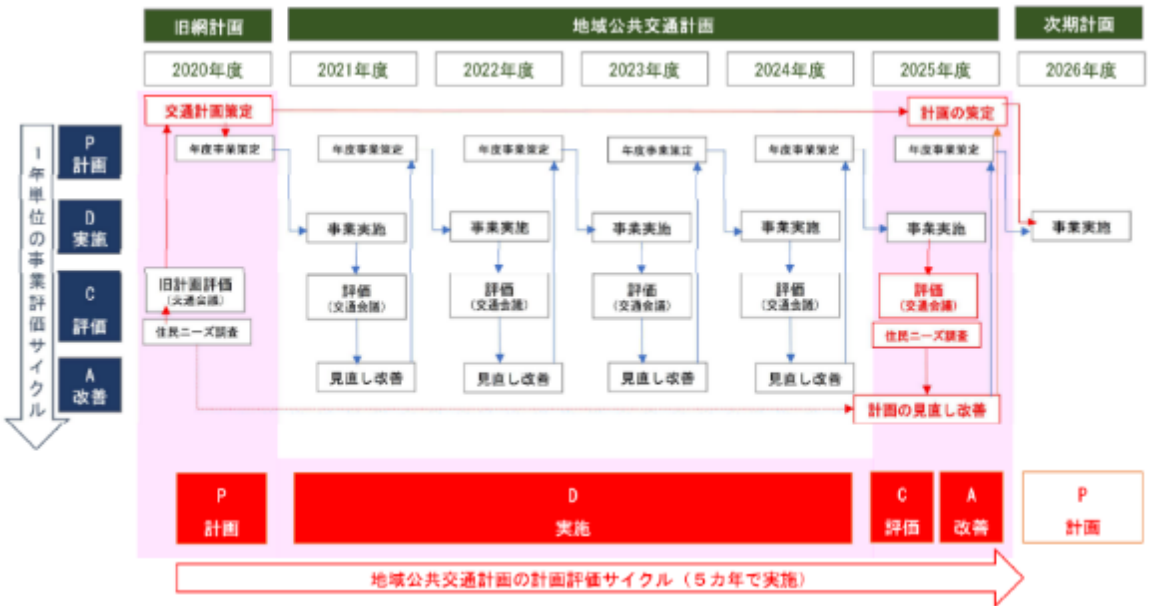 旧網計画
地域公共交通計画
次期計画
2020年度
2021年度
2022年度
2023年度
2024年度
2025年度
2026年度
交通計画策定
計画の策定
1年単位の事業評価サイクル
P
計画
年度事業策定
年度事業策定
年度事業策定
年度事業策定
年度事業策定
年度事業策定
D
実施
事業実施
事業実施
事業実施
事業実施
事業実施
事業実施
C
評価
旧計画評価
(交通会議)
住民ニーズ調査
評価
(交通会議)
評価
(交通会議)
評価
(交通会議)
評価
(交通会議)
評価
(交通会議)
住民ニーズ調査
A
改善
見直し改善
見直し改善
見直し改善
見直し改善
計画の見直し改善
P
計画
D
実施
C
評価
A
改善
P
計画
地域公共交通計画の計画評価サイクル（５カ年で実施）